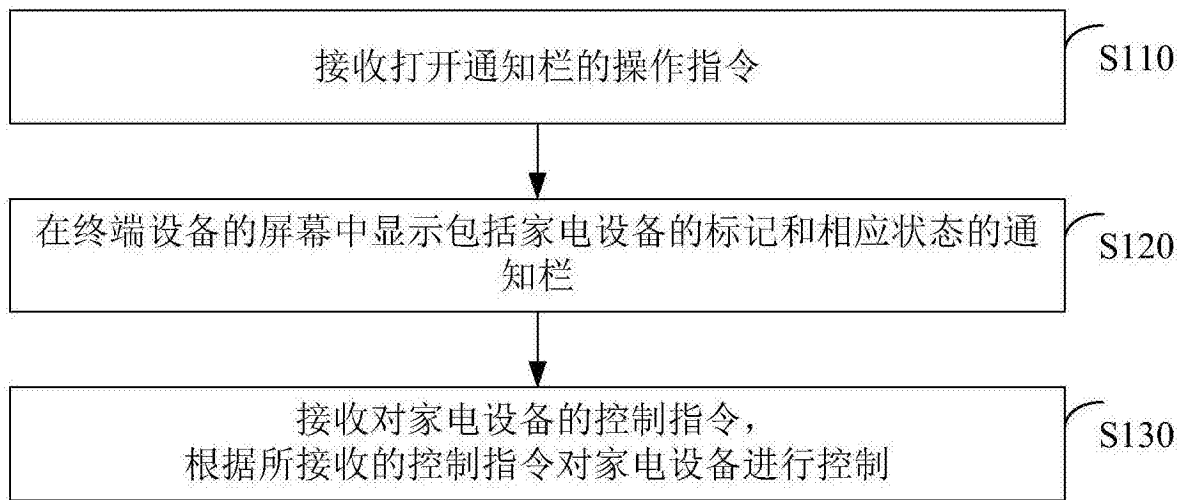 接收打开通知栏的操作指令
S110
在终端设备的屏幕中显示包括家电设备的标记和相应状态的通
知栏
S120
接收对家电设备的控制指令，
根据所接收的控制指令对家电设备进行控制
S130